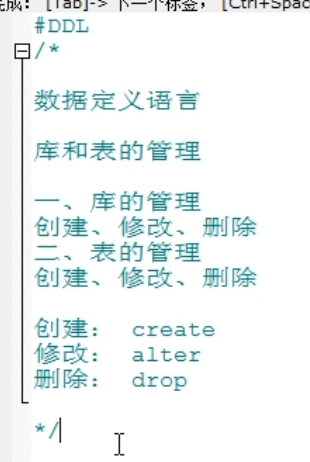 完成: [Tab]-> 下一个标签, [Ctrl+Spac
#DDL
/*
数据定义语言
库和表的管理
一、库的管理
创建、修改、删除
二、表的管理
创建、修改、删除
创建： create
修改： alter
删除： drop
*/